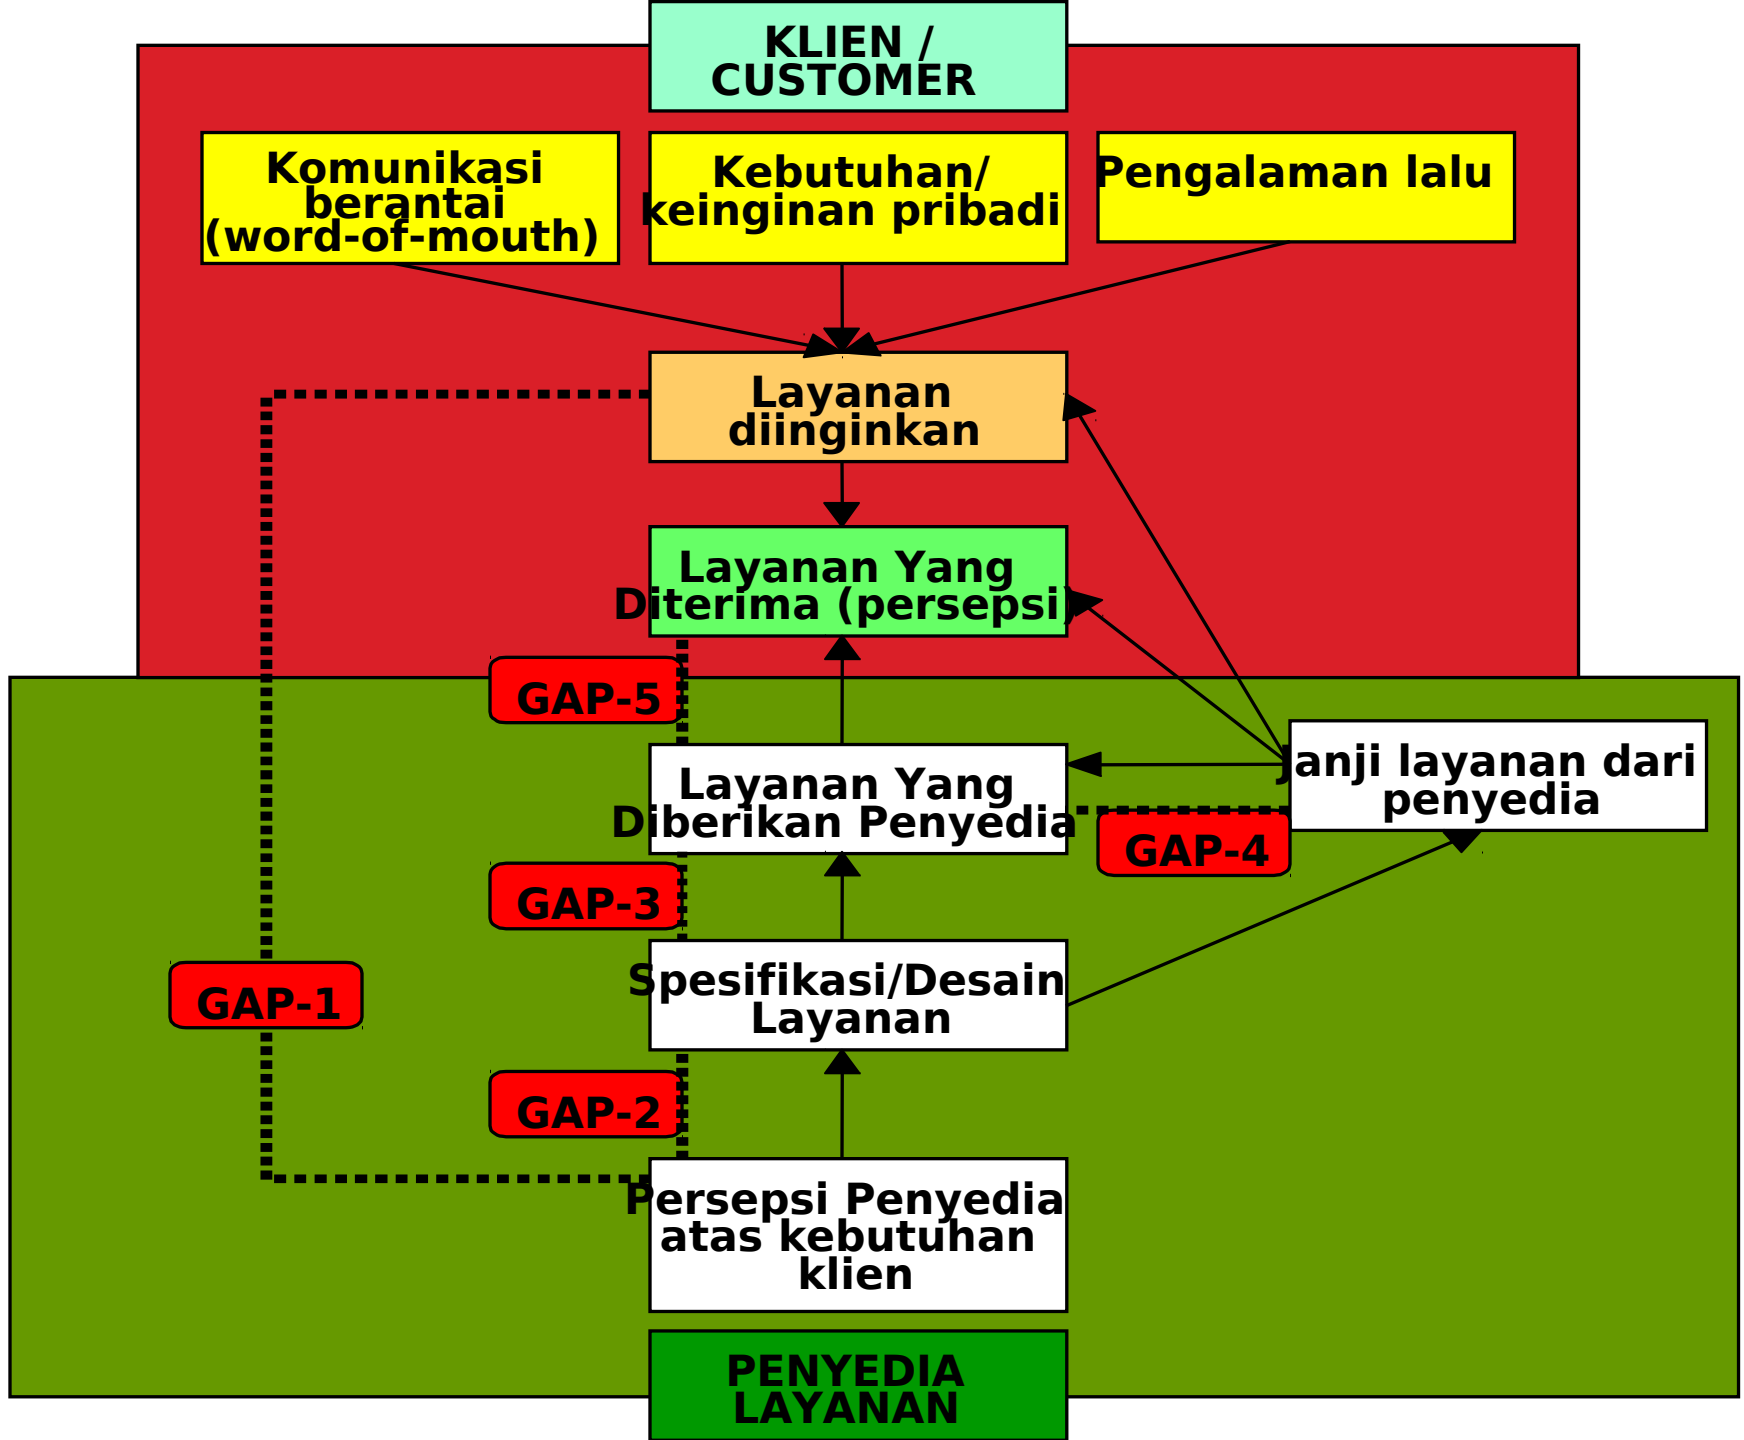 KLIEN /
CUSTOMER
Komunikasi
berantai
(word-of-mouth)
Kebutuhan/
keinginan pribadi
Pengalaman lalu
Layanan
diinginkan
Layanan Yang
Diterima (persepsi)
GAP-5
Layanan Yang
Diberikan Penyedia
Janji layanan dari
penyedia
GAP-4
GAP-3
Spesifikasi/Desain
Layanan
GAP-1
GAP-2
Persepsi Penyedia
atas kebutuhan
klien
PENYEDIA
LAYANAN